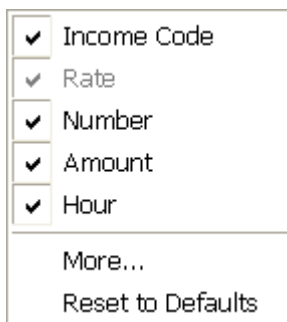 Income Code
Rate
Number
Amount
Hour
More...
Reset to Defaults